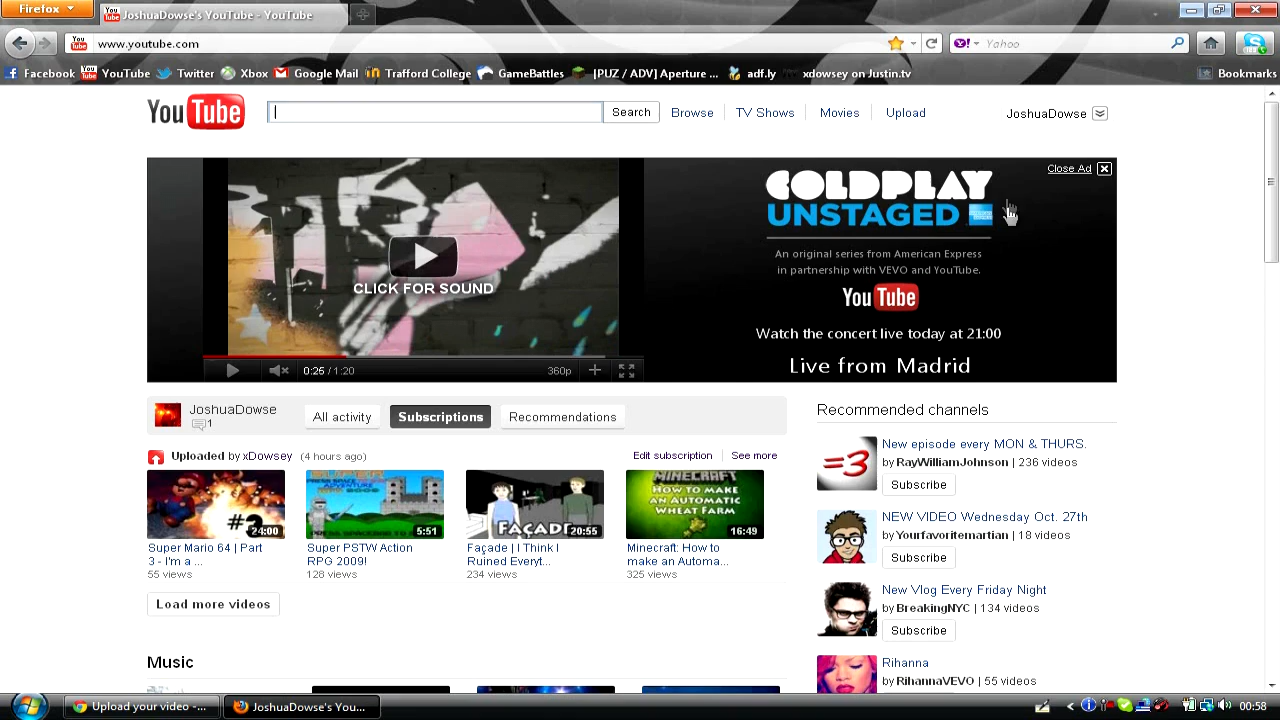 Firefox
JoshuaDowse's YouTube - YouTube
www.youtube.com
Yahoo
Facebook
YouTube
Twitter
Xbox
Google Mail
Trafford College
GameBattles
[PUZ / ADV] Aperture ...
adf.ly
xdowsey on Justin.tv
Bookmarks
YouTube
Search
Browse
TV Shows
Movies
Upload
JoshuaDowse
Close Ad
COLDPLAY
UNSTAGED
An original series from American Express
in partnership with VEVO and YouTube.
YouTube
Watch the concert live today at 21:00
Live from Madrid
CLICK FOR SOUND
0:26 / 1:20
360p
JoshuaDowse
1
All activity
Subscriptions
Recommendations
Uploaded by xDowsey (4 hours ago)
Edit subscription
See more
#3
24:00
5:51
FAÇADE
20:55
MINECRAFT
HOW TO MAKE
AN AUTOMATIC
WHEAT FARM
16:49
Super Mario 64 | Part
3 - I'm a ...
55 views
Super PSTW Action
RPG 2009!
128 views
Façade | I Think I
Ruined Everyt...
234 views
Minecraft: How to
make an Automa...
325 views
Load more videos
Music
Recommended channels
=3
New episode every MON & THURS.
by RayWilliamJohnson | 236 videos
Subscribe
NEW VIDEO Wednesday Oct. 27th
by Yourfavoritemartian | 18 videos
Subscribe
New Vlog Every Friday Night
by BreakingNYC | 134 videos
Subscribe
Rihanna
by RihannaVEVO | 55 videos
Upload your video -...
JoshuaDowse's You...
00:58